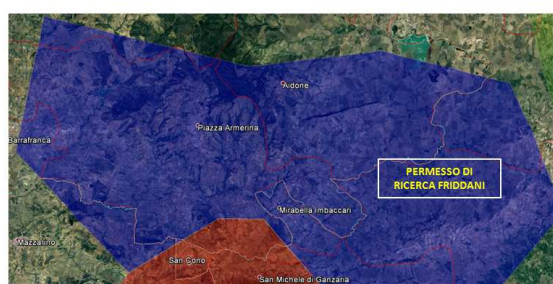 Aidone
Piazza Armerina
Barrafranca
PERMESSO DI
RICERCA FRIDDANI
Mirabella Imbaccari
Mazzarino
San Cono
San Michele di Ganzaria